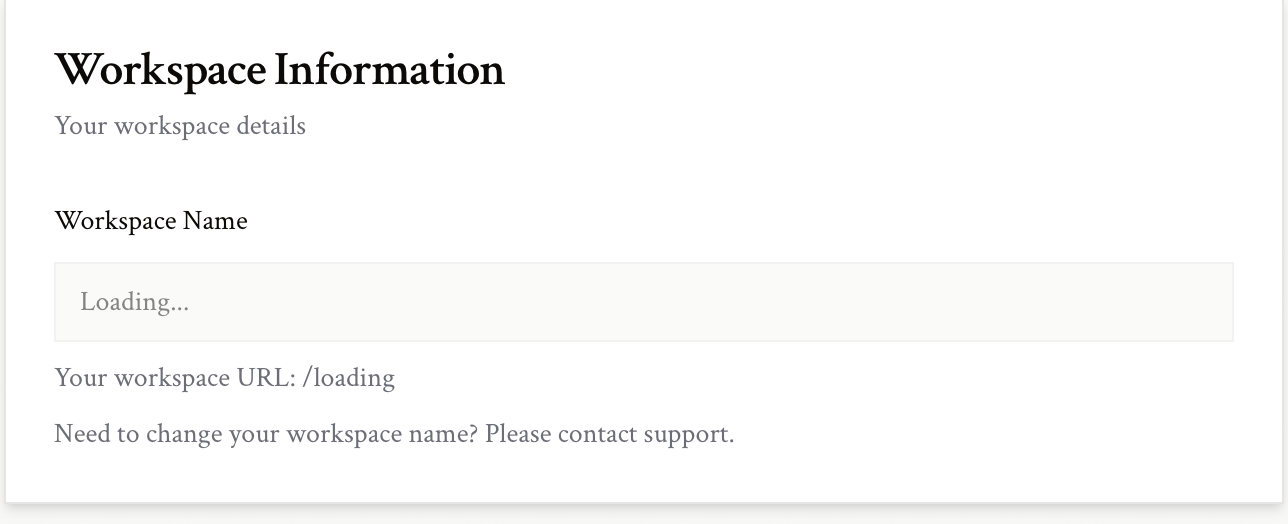 Workspace Information
Your workspace details
Workspace Name
Loading...
Your workspace URL: /loading
Need to change your workspace name? Please contact support.